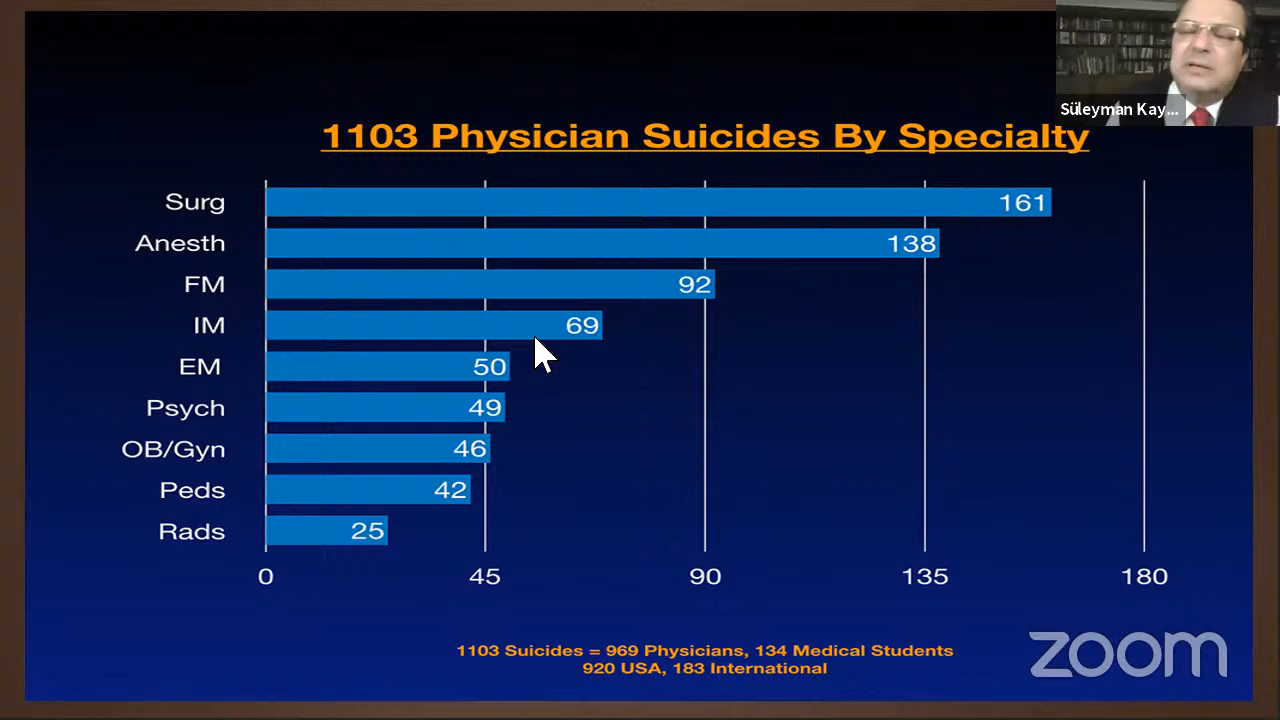 Süleyman Kay...
1103 Physician Suicides By Specialty
Surg 161
Anesth 138
FM 92
IM 69
EM 50
Psych 49
OB/Gyn 46
Peds 42
Rads 25
0 45 90 135 180
1103 Suicides = 969 Physicians, 134 Medical Students
920 USA, 183 International
zoom